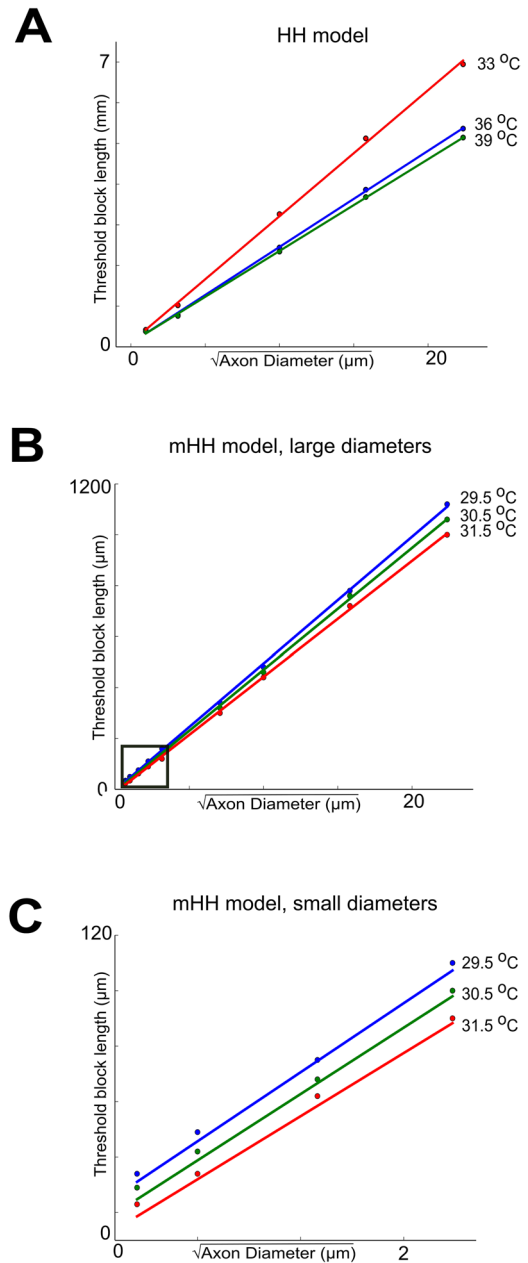 A
HH model
7
33 °C
36 °C
39 °C
Threshold block length (mm)
0
0
√Axon Diameter (μm)
20
B
mHH model, large diameters
1200
29.5 °C
30.5 °C
31.5 °C
Threshold block length (μm)
0
0
√Axon Diameter (μm)
20
C
mHH model, small diameters
120
29.5 °C
30.5 °C
31.5 °C
Threshold block length (μm)
0
0
√Axon Diameter (μm)
2